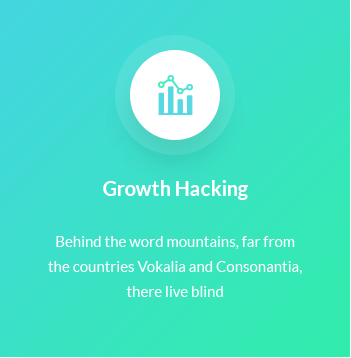 Growth Hacking
Behind the word mountains, far from
the countries Vokalia and Consonantia,
there live blind